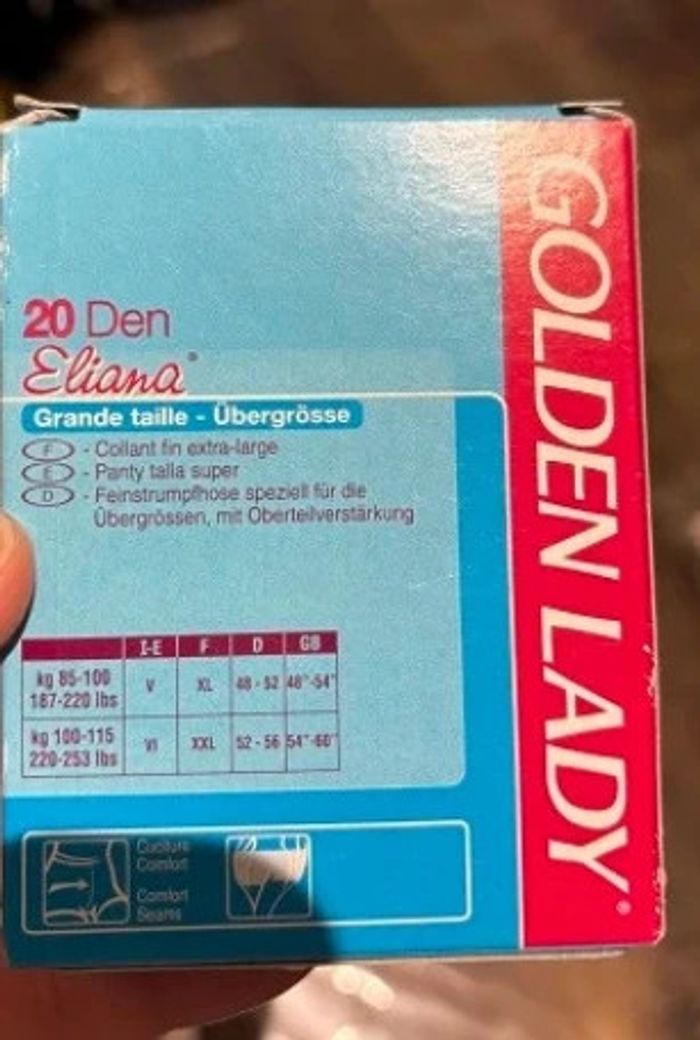 GOLDEN LADY®
20 Den
Eliana®
Grande taille - Übergrösse
F - Collant fin extra-large
E - Panty talla super
D - Feinstrumpfhose speziell für die
Übergrössen, mit Oberteilverstärkung
I-E F D GB
kg 85-100
187-220 lbs V XL 48 - 52 48"-54"
kg 100-115
220-253 lbs VI XXL 52 - 56 54"-60"
Cuciture
Comfort
Comfort
Seams